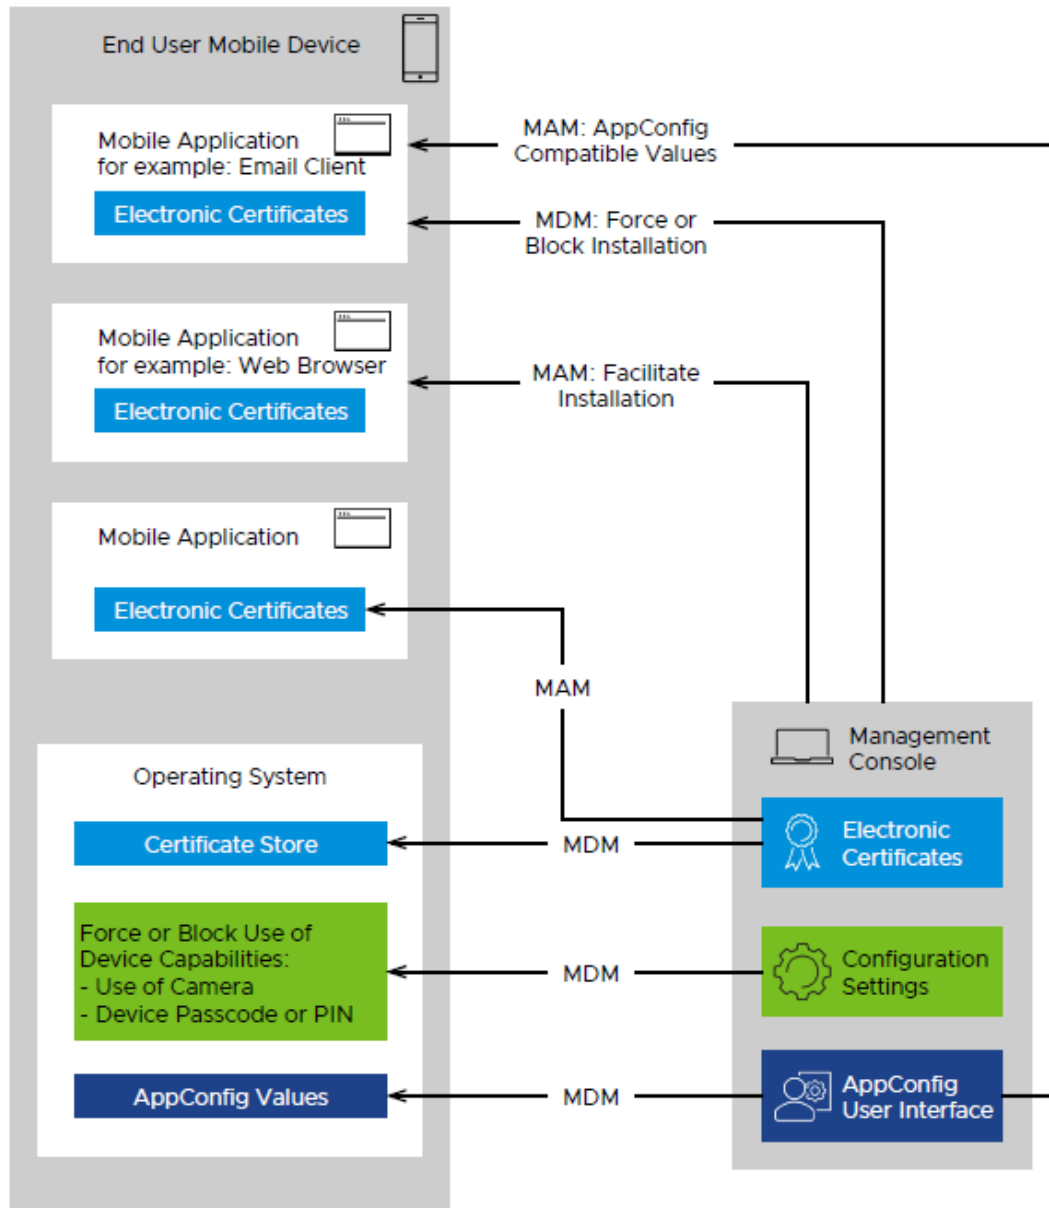 End User Mobile Device
Mobile Application
for example: Email Client
Electronic Certificates
MAM: AppConfig
Compatible Values
MDM: Force or
Block Installation
Mobile Application
for example: Web Browser
Electronic Certificates
MAM: Facilitate
Installation
Mobile Application
Electronic Certificates
MAM
Operating System
Certificate Store
MDM
Force or Block Use of
Device Capabilities:
- Use of Camera
- Device Passcode or PIN
MDM
AppConfig Values
MDM
Management
Console
Electronic
Certificates
Configuration
Settings
AppConfig
User Interface